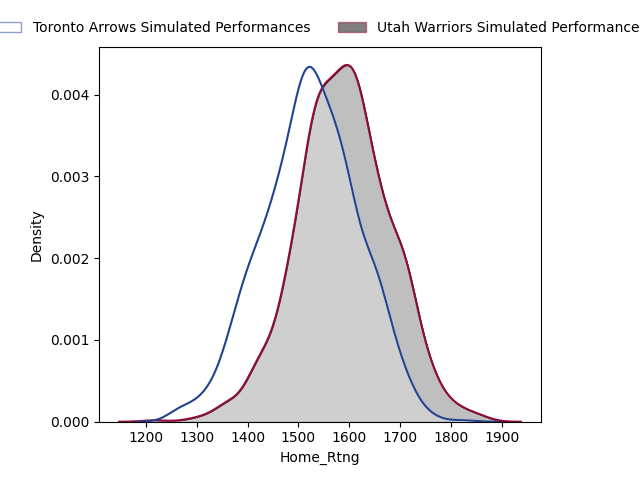 Toronto Arrows Simulated Performances
Utah Warriors Simulated Performance
Density
0.004
0.003
0.002
0.001
0.000
1200 1300 1400 1500 1600 1700 1800 1900
Home_Rtng